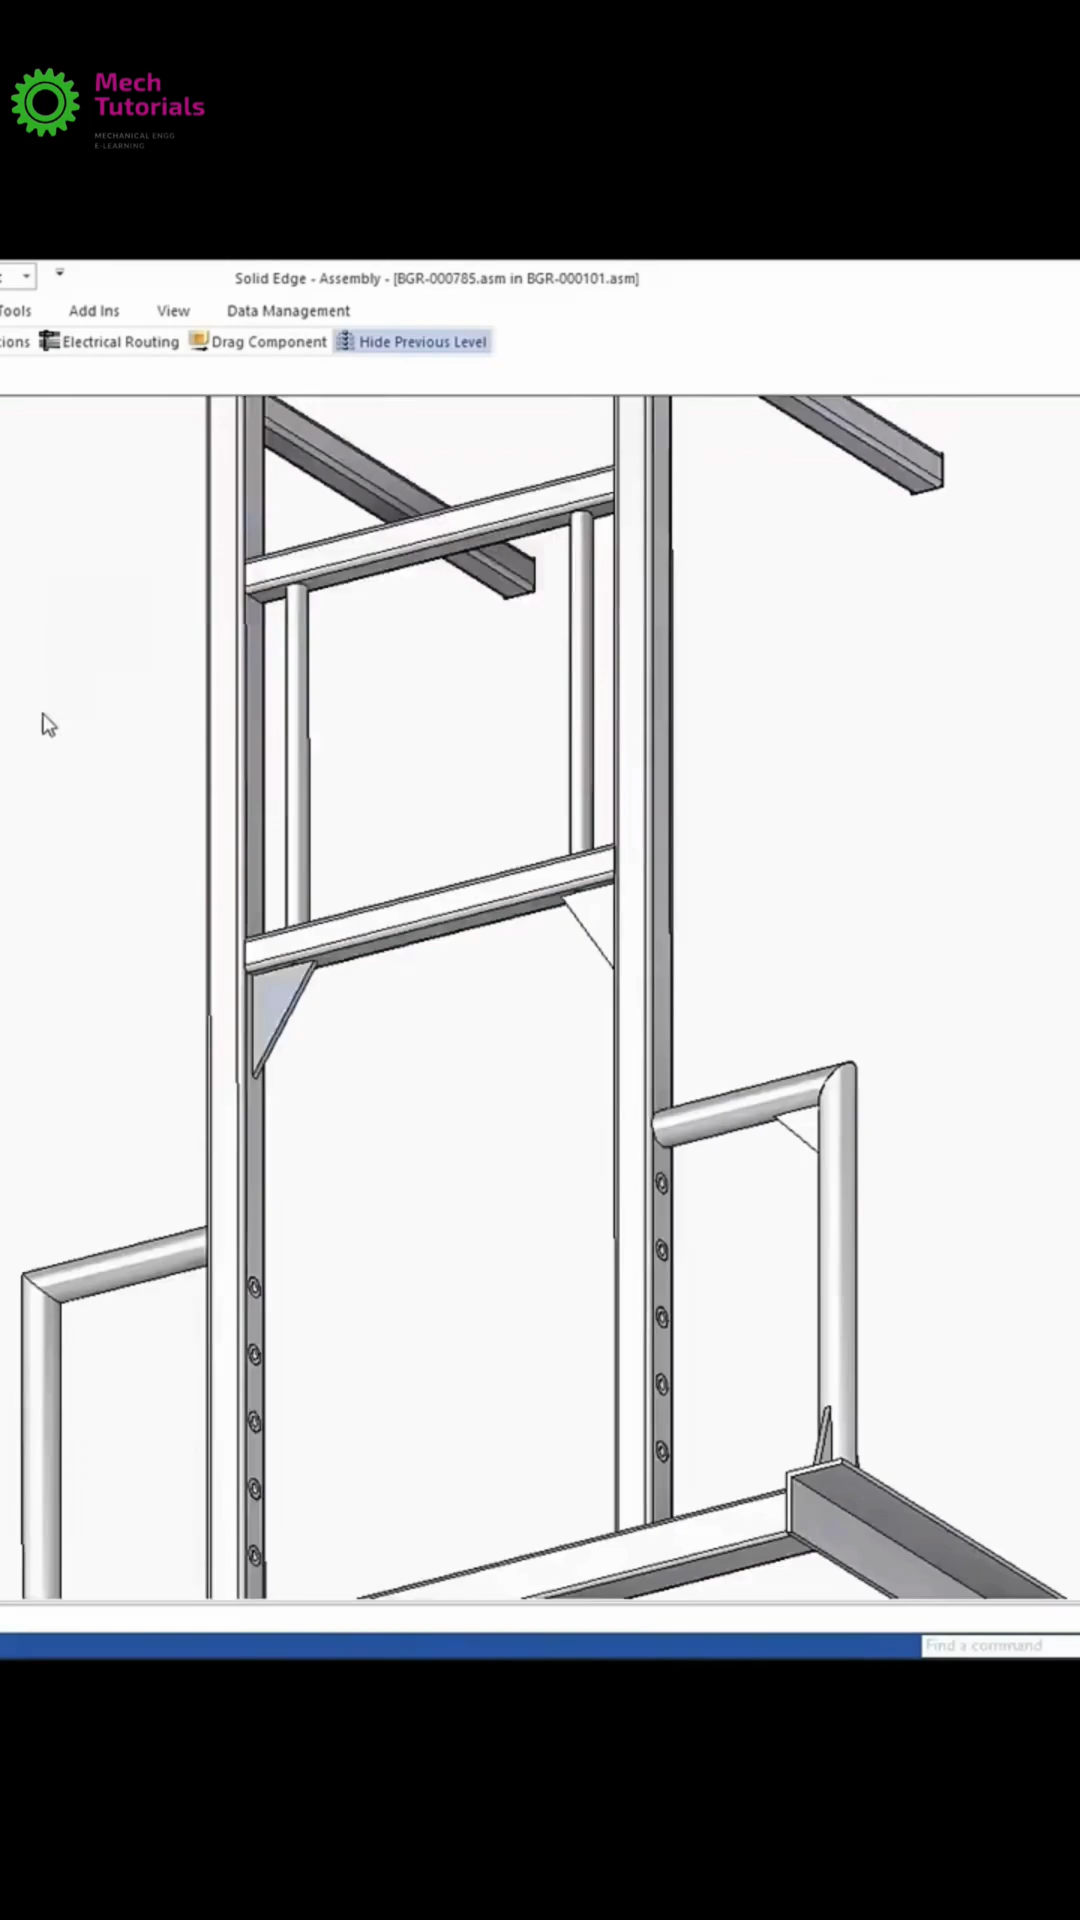 Mech
Tutorials
MECHANICAL ENGG
E-LEARNING
Solid Edge - Assembly - [BGR-000785.asm in BGR-000101.asm]
Tools Add Ins View Data Management
ions Electrical Routing Drag Component Hide Previous Level
Find a command